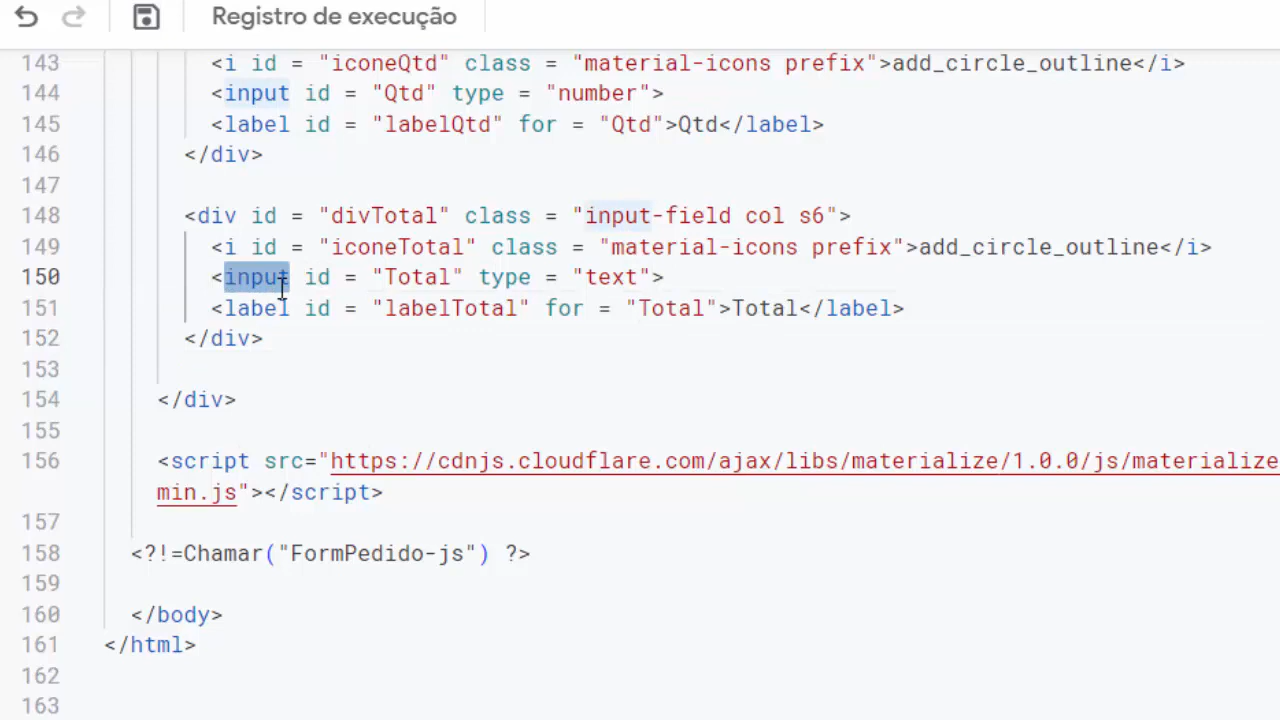 Registro de execução
143 <i id = "iconeQtd" class = "material-icons prefix">add_circle_outline</i>
144 <input id = "Qtd" type = "number">
145 <label id = "labelQtd" for = "Qtd">Qtd</label>
146 </div>
147
148 <div id = "divTotal" class = "input-field col s6">
149 <i id = "iconeTotal" class = "material-icons prefix">add_circle_outline</i>
150 <input id = "Total" type = "text">
151 <label id = "labelTotal" for = "Total">Total</label>
152 </div>
153
154 </div>
155
156 <script src="https://cdnjs.cloudflare.com/ajax/libs/materialize/1.0.0/js/materialize
min.js"></script>
157
158 <?!=Chamar("FormPedido-js") ?>
159
160 </body>
161 </html>
162
163